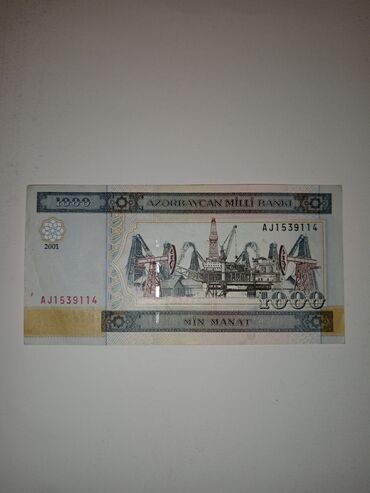 1000 AZƏRBAYCAN MİLLİ BANKI
AJ1539114
2001
AJ1539114
1000
MİN MANAT